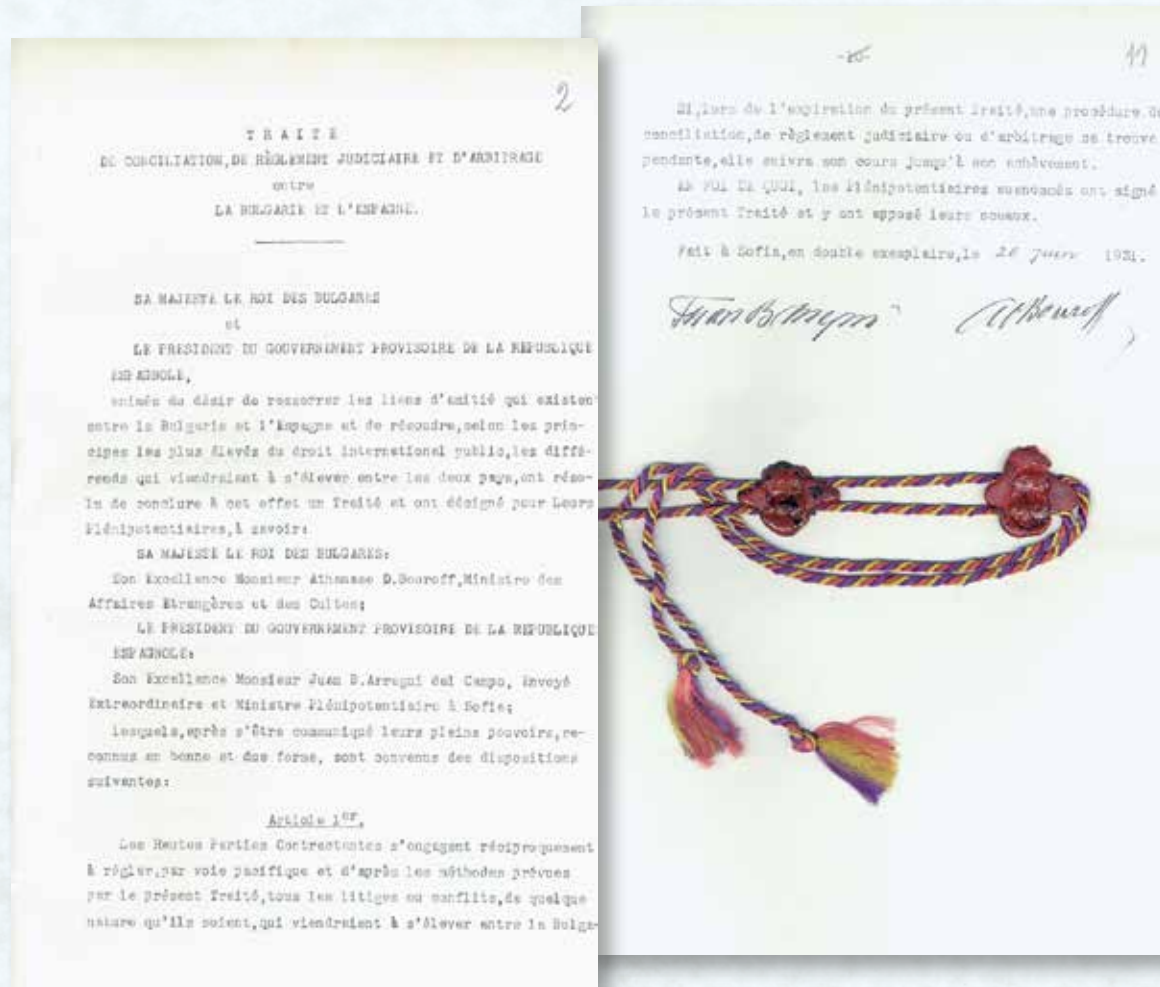 2
TRAITE
DE CONCILIATION, DE RÈGLEMENT JUDICIAIRE ET D'ARBITRAGE
entre
LA BULGARIE ET L'ESPAGNE.
SA MAJESTE LE ROI DES BULGARES
et
LE PRESIDENT DU GOUVERNEMENT PROVISOIRE DE LA REPUBLIQUE
ESPAGNOLE,
animés du désir de resserrer les liens d'amitié qui existen
entre la Bulgarie et l'Espagne et de résoudre, selon les prin-
cipes les plus élevés du droit international public, les diffé-
rends qui viendraient à s'élever entre les deux pays, ont réso-
lu de conclure à cet effet un Traité et ont désigné pour Leurs
Plénipotentiaires, à savoir:
SA MAJESTE LE ROI DES BULGARES:
Son Excellence Monsieur Athanase D.Bouroff, Ministre des
Affaires Etrangères et des Cultes;
LE PRESIDENT DU GOUVERNEMENT PROVISOIRE DE LA REPUBLIQUE
ESPAGNOLE:
Son Excellence Monsieur Juan B.Arregui del Campo, Envoyé
Extraordinaire et Ministre Plénipotentiaire à Sofia;
lesquels, après s'être communiqué leurs pleins pouvoirs, re-
connus en bonne et due forme, sont convenus des dispositions
suivantes:
Article 1er.
Les Hautes Parties Contractantes s'engagent réciproquement
à régler, par voie pacifique et d'après les méthodes prévues
par le présent Traité, tous les litiges ou conflits, de quelque
nature qu'ils soient, qui viendraient à s'élever entre la Bulga-
11
Si, lors de l'expiration du présent Traité, une procédure de
conciliation, de règlement judiciaire ou d'arbitrage se trouve
pendante, elle suivra son cours jusqu'à son achèvement.
EN FOI DE QUOI, les Plénipotentiaires susnommés ont signé
le présent Traité et y ont apposé leurs sceaux.
Fait à Sofia, en double exemplaire, le 26 juin 1931.